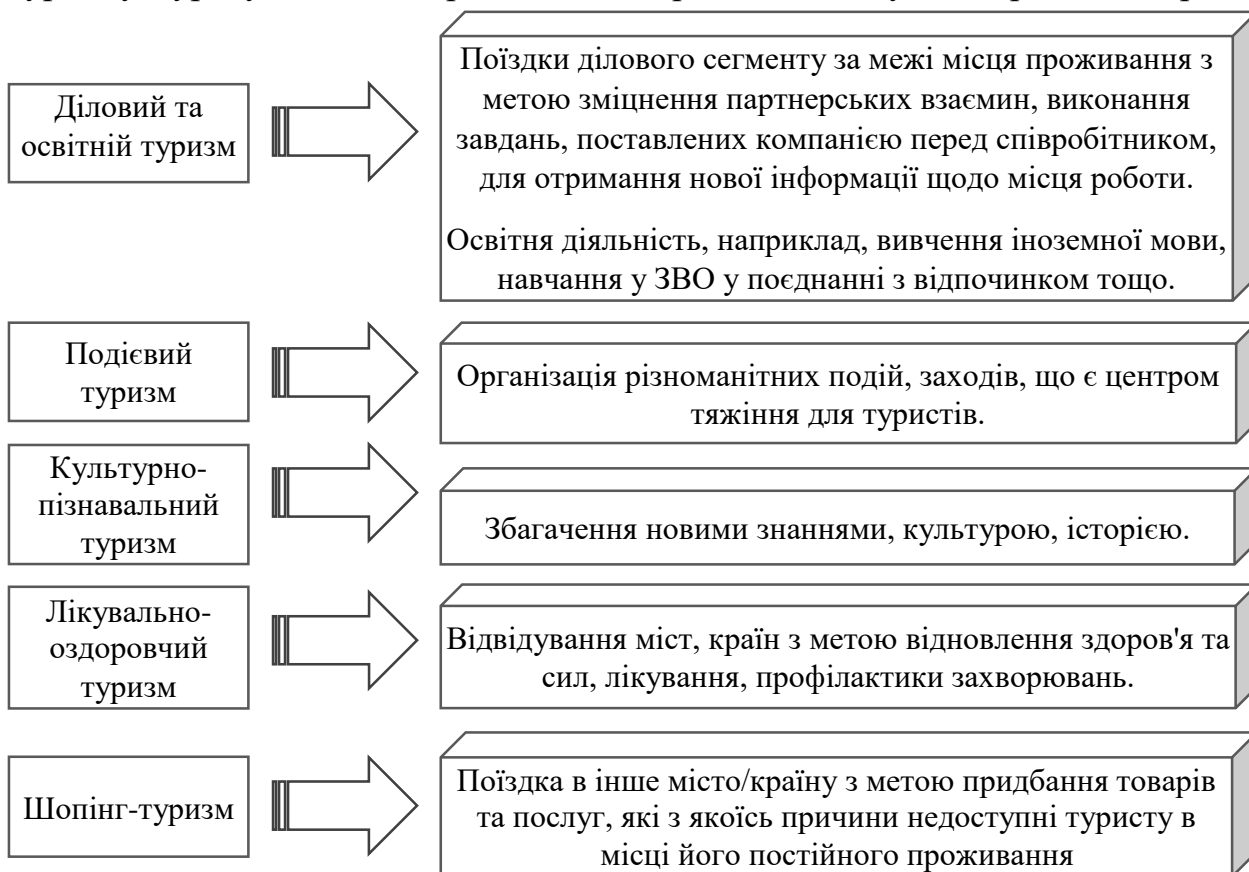 Діловий та
освітній туризм
Поїздки ділового сегменту за межі місця проживання з
метою зміцнення партнерських взаємин, виконання
завдань, поставлених компанією перед співробітником,
для отримання нової інформації щодо місця роботи.
Освітня діяльність, наприклад, вивчення іноземної мови,
навчання у ЗВО у поєднанні з відпочинком тощо.
Подієвий
туризм
Організація різноманітних подій, заходів, що є центром
тяжіння для туристів.
Культурно-
пізнавальний
туризм
Збагачення новими знаннями, культурою, історією.
Лікувально-
оздоровчий
туризм
Відвідування міст, країн з метою відновлення здоров'я та
сил, лікування, профілактики захворювань.
Шопінг-туризм
Поїздка в інше місто/країну з метою придбання товарів
та послуг, які з якоїсь причини недоступні туристу в
місці його постійного проживання